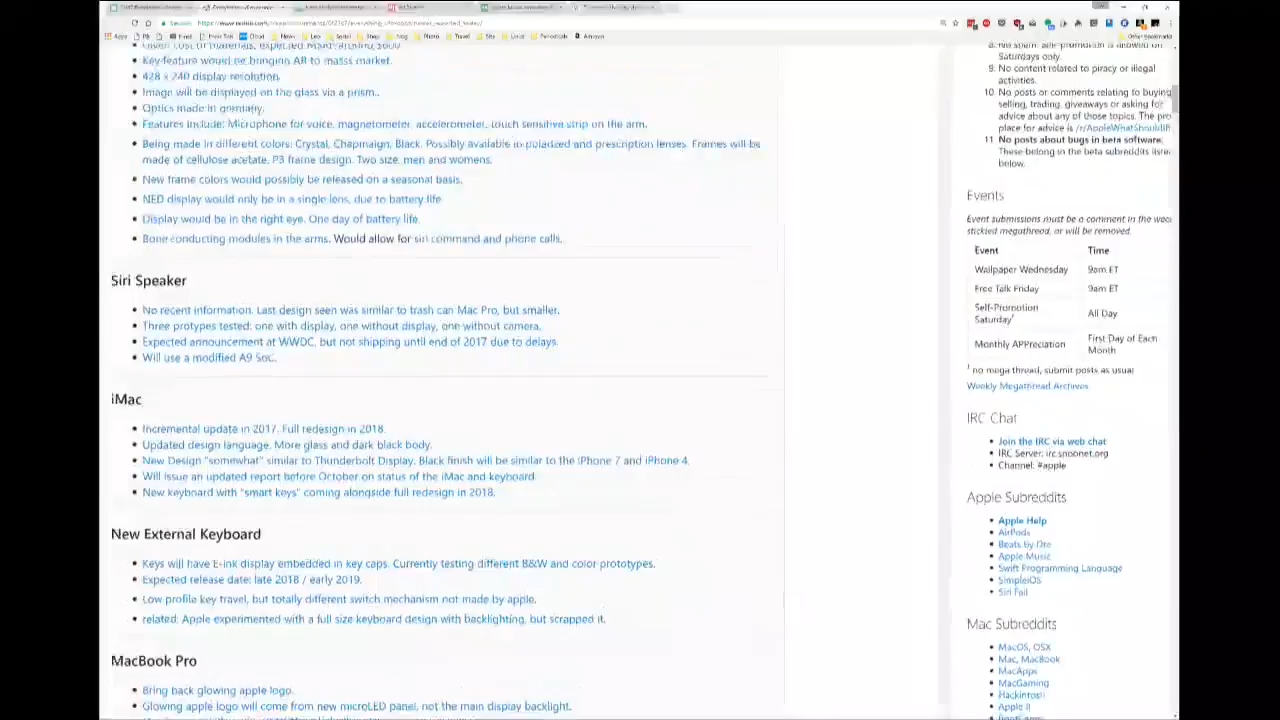 Key feature would be bringing AR to masss market.
428 x 240 display resolution.
Image will be displayed on the glass via a prism..
Optics made in germany.
Features include: Microphone for voice, magnetometer, accelerometer, touch sensitive strip on the arm.
Being made in different colors: Crystal, Chapmaign, Black. Possibly available in polarized and prescription lenses. Frames will be
made of cellulose acetate. P3 frame design. Two size, men and womens.
New frame colors would possibly be released on a seasonal basis.
NED display would only be in a single lens, due to battery life
Display would be in the right eye. One day of battery life.
Bone conducting modules in the arms. Would allow for siri command and phone calls.
Siri Speaker
No recent information. Last design seen was similar to trash can Mac Pro, but smaller.
Three protypes tested: one with display, one without display, one without camera.
Expected announcement at WWDC, but not shipping until end of 2017 due to delays.
Will use a modified A9 SoC.
iMac
Incremental update in 2017. Full redesign in 2018.
Updated design language. More glass and dark black body.
New Design "somewhat" similar to Thunderbolt Display. Black finish will be similar to the iPhone 7 and iPhone 4.
Will issue an updated report before October on status of the iMac and keyboard
New keyboard with "smart keys" coming alongside full redesign in 2018.
New External Keyboard
Keys will have E-ink display embedded in key caps. Currently testing different B&W and color prototypes.
Expected release date: late 2018 / early 2019.
Low profile key travel, but totally different switch mechanism not made by apple.
related: Apple experimented with a full size keyboard design with backlighting, but scrapped it.
MacBook Pro
Bring back glowing apple logo.
Glowing apple logo will come from new microLED panel, not the main display backlight.
Saturdays only.
9. No content related to piracy or illegal
activities.
10. No posts or comments relating to buying
selling, trading, giveaways or asking for
advice about any of those topics. The pro
place for advice is /r/AppleWhatShouldIB
11. No posts about bugs in beta software.
These belong in the beta subreddits listed
below.
Events
Event submissions must be a comment in the wee
stickied megathread, or will be removed.
Event Time
Wallpaper Wednesday 9am ET
Free Talk Friday 9am ET
Self-Promotion
Saturday¹ All Day
Monthly APPreciation First Day of Each
Month
¹ no mega thread, submit posts as usual
Weekly Megathread Archives
IRC Chat
Join the IRC via web chat
IRC Server: irc.snoonet.org
Channel: #apple
Apple Subreddits
Apple Help
AirPods
Beats by Dre
Apple Music
Swift Programming Language
SimpleiOS
Siri Fail
Mac Subreddits
MacOS, OSX
Mac, MacBook
MacApps
MacGaming
Hackintosh
Apple II